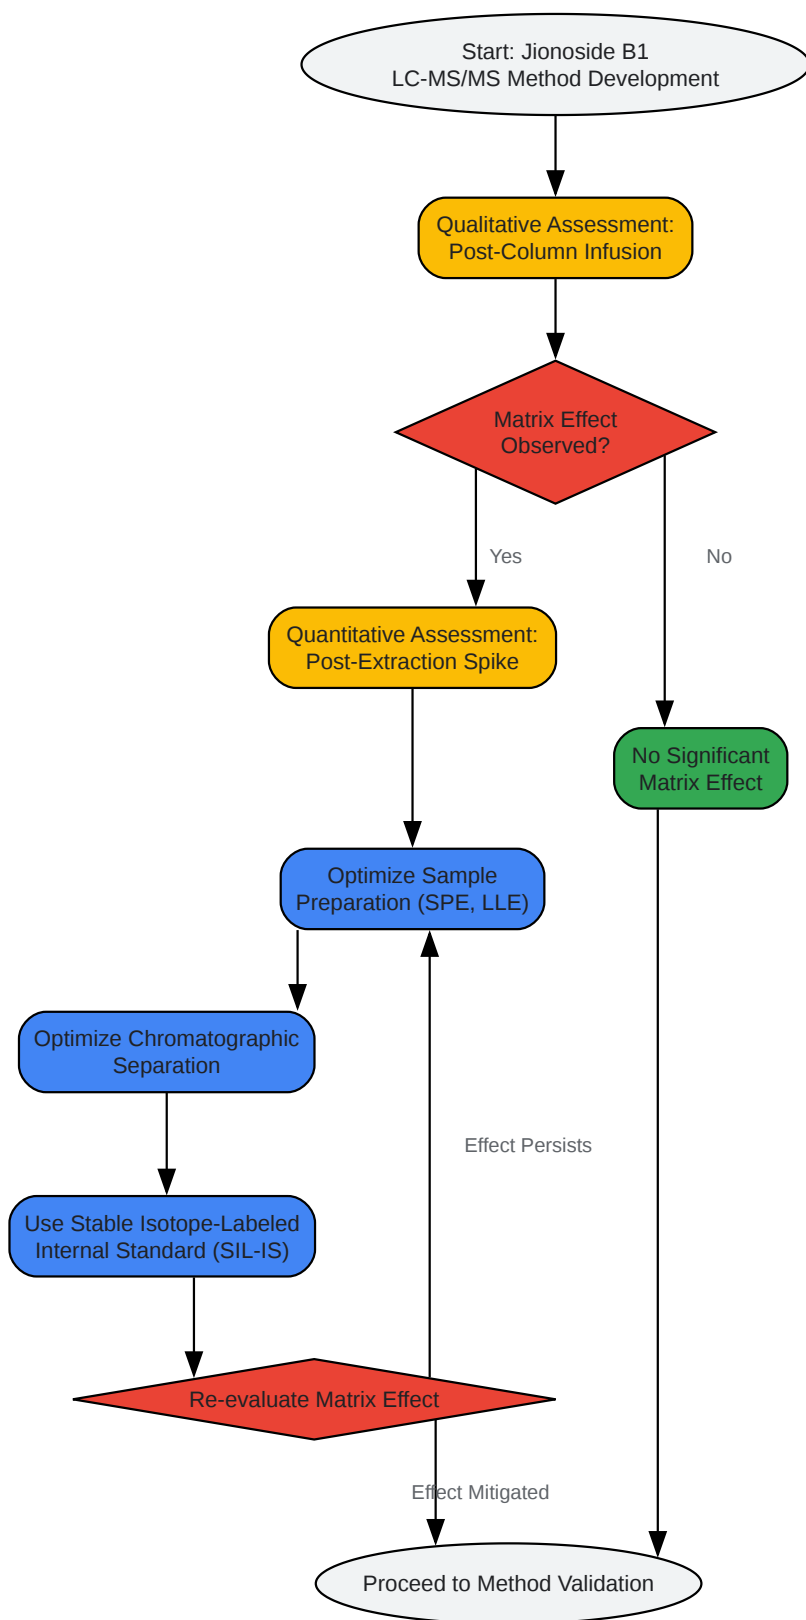 Start: Jionoside B1
LC-MS/MS Method Development
Qualitative Assessment:
Post-Column Infusion
Matrix Effect
Observed?
Yes
No
Quantitative Assessment:
Post-Extraction Spike
No Significant
Matrix Effect
Optimize Sample
Preparation (SPE, LLE)
Optimize Chromatographic
Separation
Effect Persists
Use Stable Isotope-Labeled
Internal Standard (SIL-IS)
Re-evaluate Matrix Effect
Effect Mitigated
Proceed to Method Validation